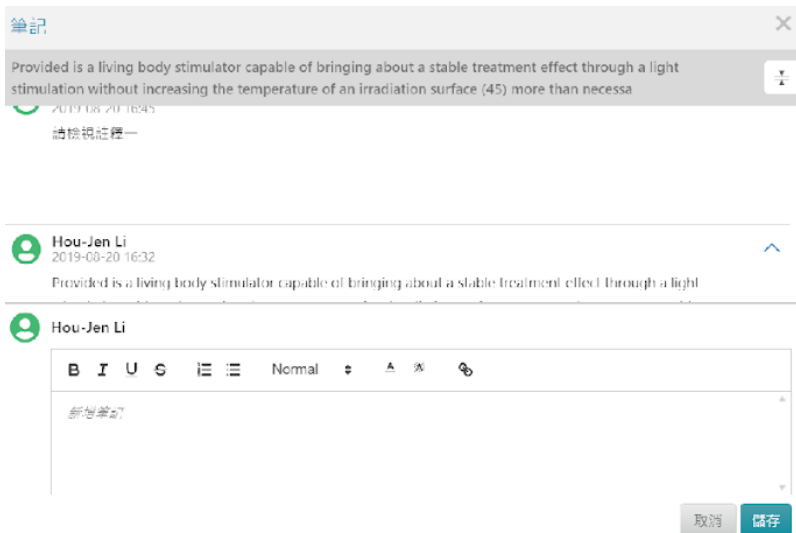 筆記
Provided is a living body stimulator capable of bringing about a stable treatment effect through a light
stimulation without increasing the temperature of an irradiation surface (45) more than necessa
2019-08-20 16:45
請檢視註釋一
Hou-Jen Li
2019-08-20 16:32
Provided is a living body stimulator capable of bringing about a stable treatment effect through a light
Hou-Jen Li
B I U S Normal A
新增筆記
取消 儲存